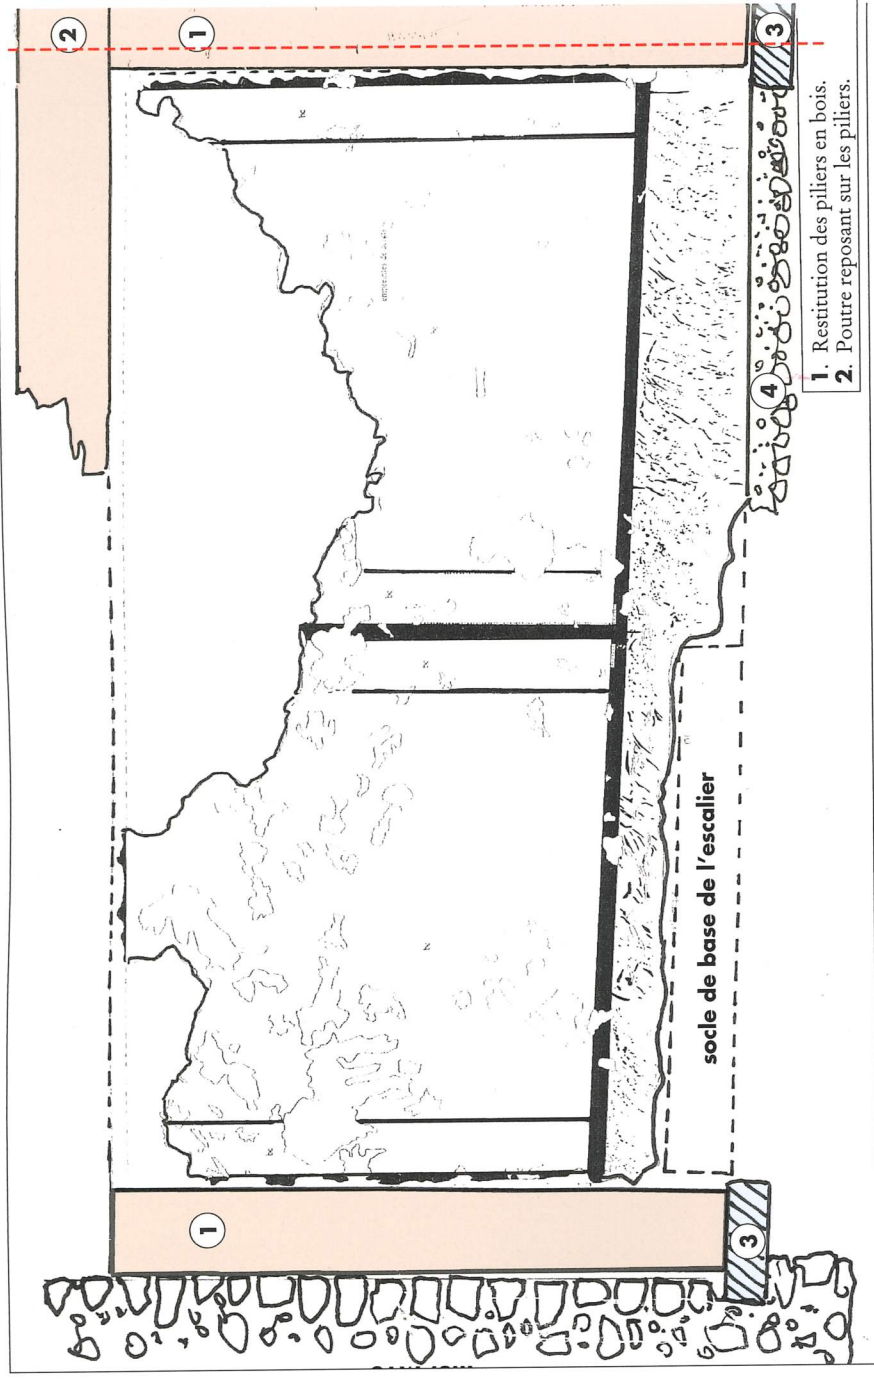 2
1
3
4
1
3
socle de base de l'escalier
1. Restitution des piliers en bois.
2. Poutre reposant sur les piliers.